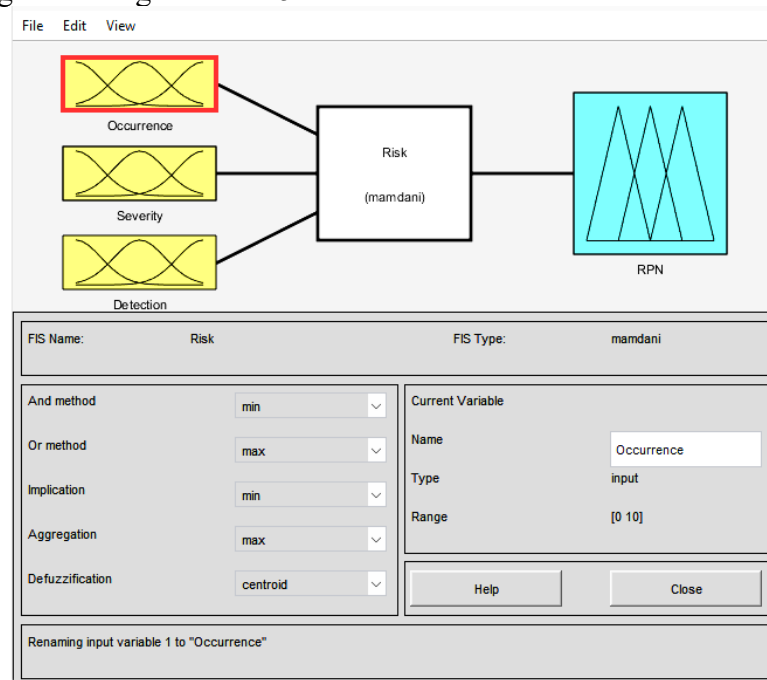 File Edit View
Occurrence
Severity
Detection
Risk
(mamdani)
RPN
FIS Name: Risk FIS Type: mamdani
And method min
Or method max
Implication min
Aggregation max
Defuzzification centroid
Current Variable
Name Occurrence
Type input
Range [0 10]
Help Close
Renaming input variable 1 to "Occurrence"